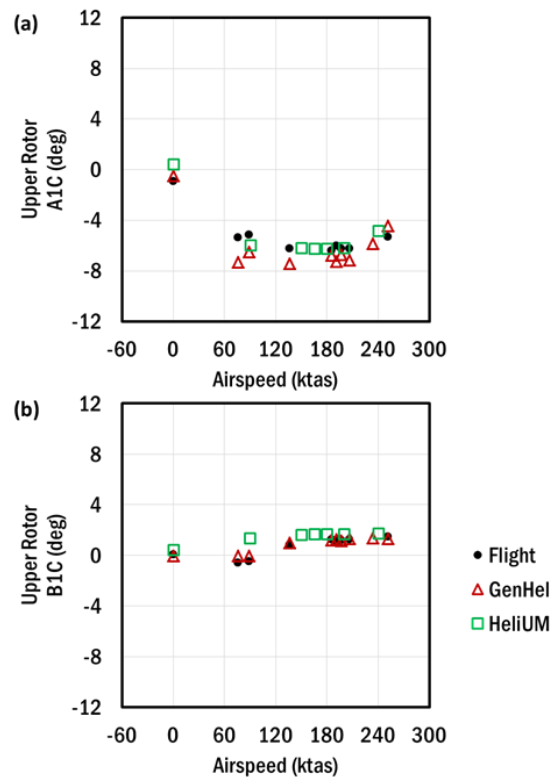 (a)
12
8
4
0
-4
-8
-12
Upper Rotor
A1C (deg)
-60 0 60 120 180 240 300
Airspeed (ktas)
(b)
12
8
4
0
-4
-8
-12
Upper Rotor
B1C (deg)
-60 0 60 120 180 240 300
Airspeed (ktas)
Flight
GenHel
HeliUM